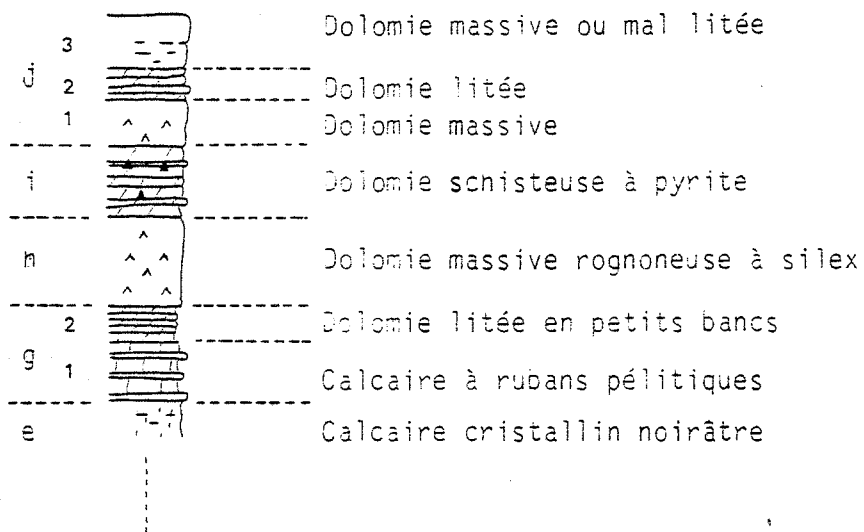 3 Dolomie massive ou mal litée
j
2 Dolomie litée
1 Dolomie massive
i Dolomie schisteuse à pyrite
h Dolomie massive rognoneuse à silex
2 Dolomie litée en petits bancs
g
1 Calcaire à rubans pélitiques
e Calcaire cristallin noirâtre